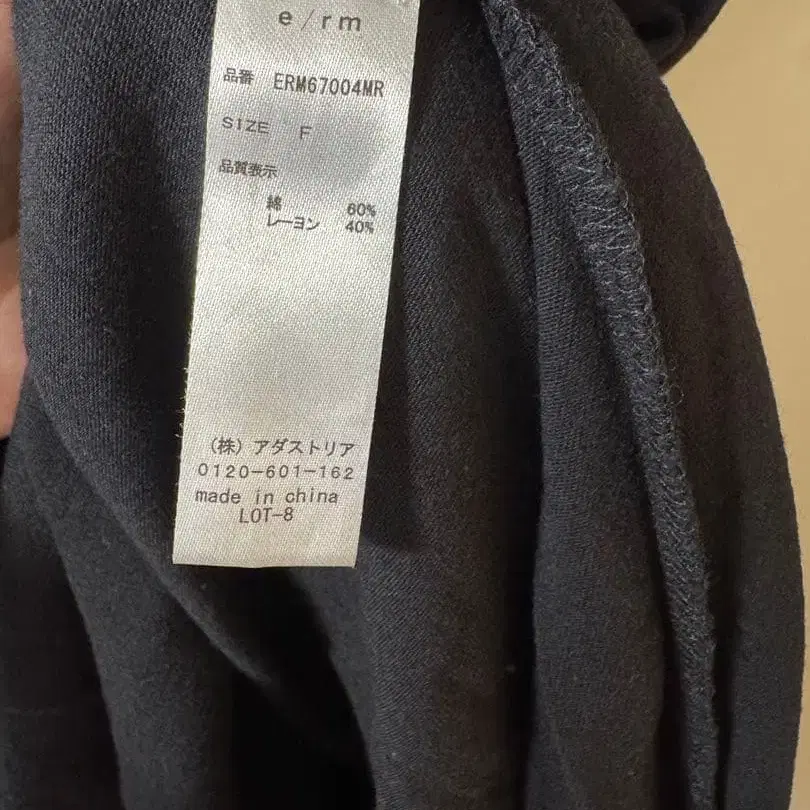 e/rm
品番 ERM67004MR
SIZE F
品質表示
綿 60%
レーヨン 40%
(株)アダストリア
0120-601-162
made in china
LOT-8